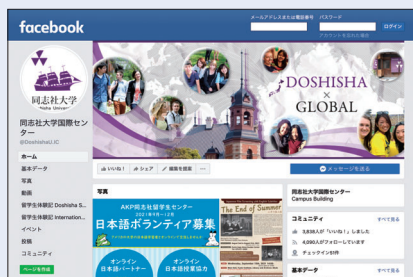 facebook
メールアドレスまたは電話番号 パスワード
ログイン
アカウントを忘れた場合
同志社大学
DOSHISHA
×
GLOBAL
同志社大学国際セン
ター
@DoshishaU.IC
ホーム
基本データ
写真
動画
留学生体験記 Doshisha S...
留学生体験記 Internation...
イベント
投稿
コミュニティ
ページを作成
いいね！ シェア 編集を提案 ...
メッセージを送る
写真
AKP同志社留学生センター
2021年9月~12月
日本語ボランティア募集
オンライン
日本語パートナー
オンライン
日本語授業協力
The End of Summer
同志社大学国際センター
Campus Building
コミュニティ すべて見る
3,838人が「いいね！」しました
4,090人がフォローしています
チェックイン51件
基本データ すべて見る